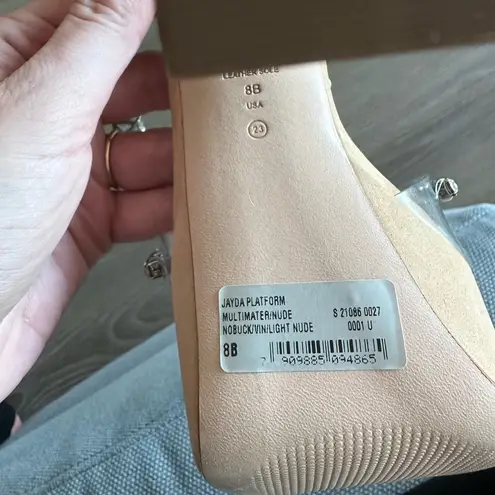 LEATHER SOLE
8B
USA
23
JAYDA PLATFORM
MULTIMATER/NUDE S 21086 0027
NOBUCK/VIN/LIGHT NUDE 0001 U
8B
7 909885 094865